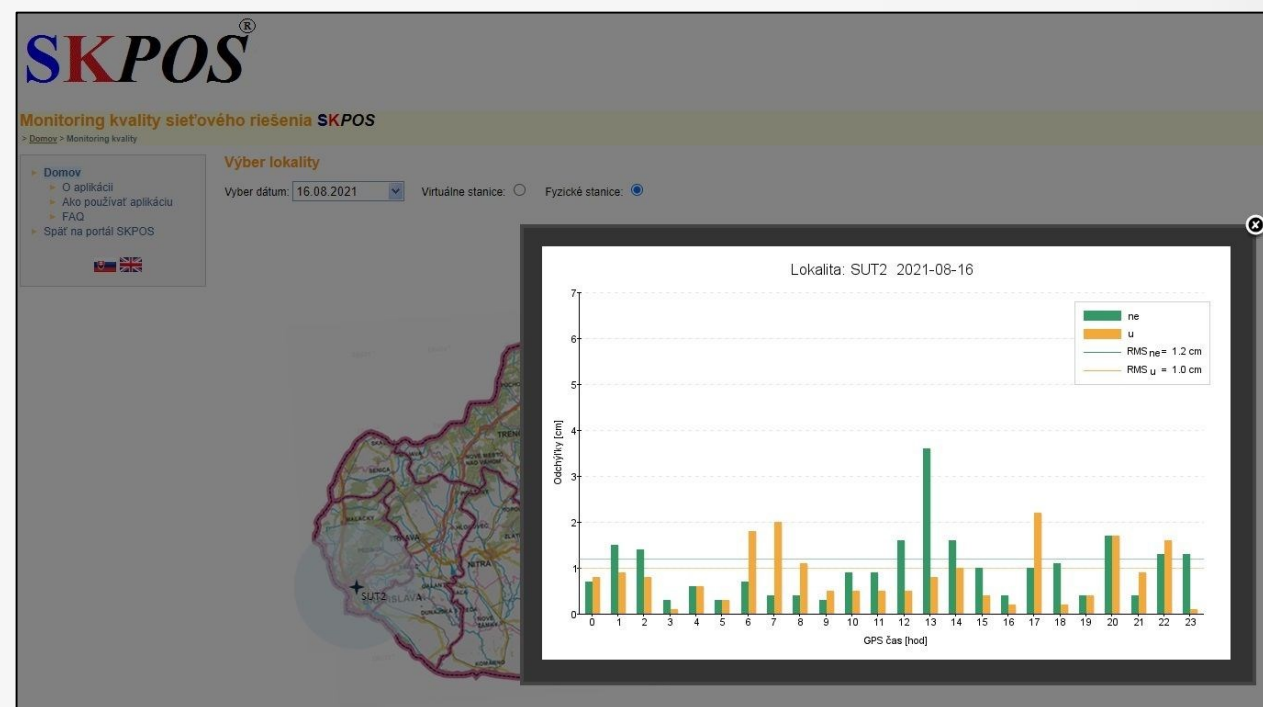 SKPOS®
Monitoring kvality sieťového riešenia SKPOS
> Domov > Monitoring kvality
Domov
O aplikácii
Ako používať aplikáciu
FAQ
Späť na portál SKPOS
Výber lokality
Vyber dátum: 16.08.2021 Virtuálne stanice: Fyzické stanice:
Lokalita: SUT2 2021-08-16
ne
u
RMS ne = 1.2 cm
RMS u = 1.0 cm
Odchýlky [cm]
7
6
5
4
3
2
1
0
0 1 2 3 4 5 6 7 8 9 10 11 12 13 14 15 16 17 18 19 20 21 22 23
GPS čas [hod]
SENICA
MALACKY
NITRA
SUT2
KOMÁRNO